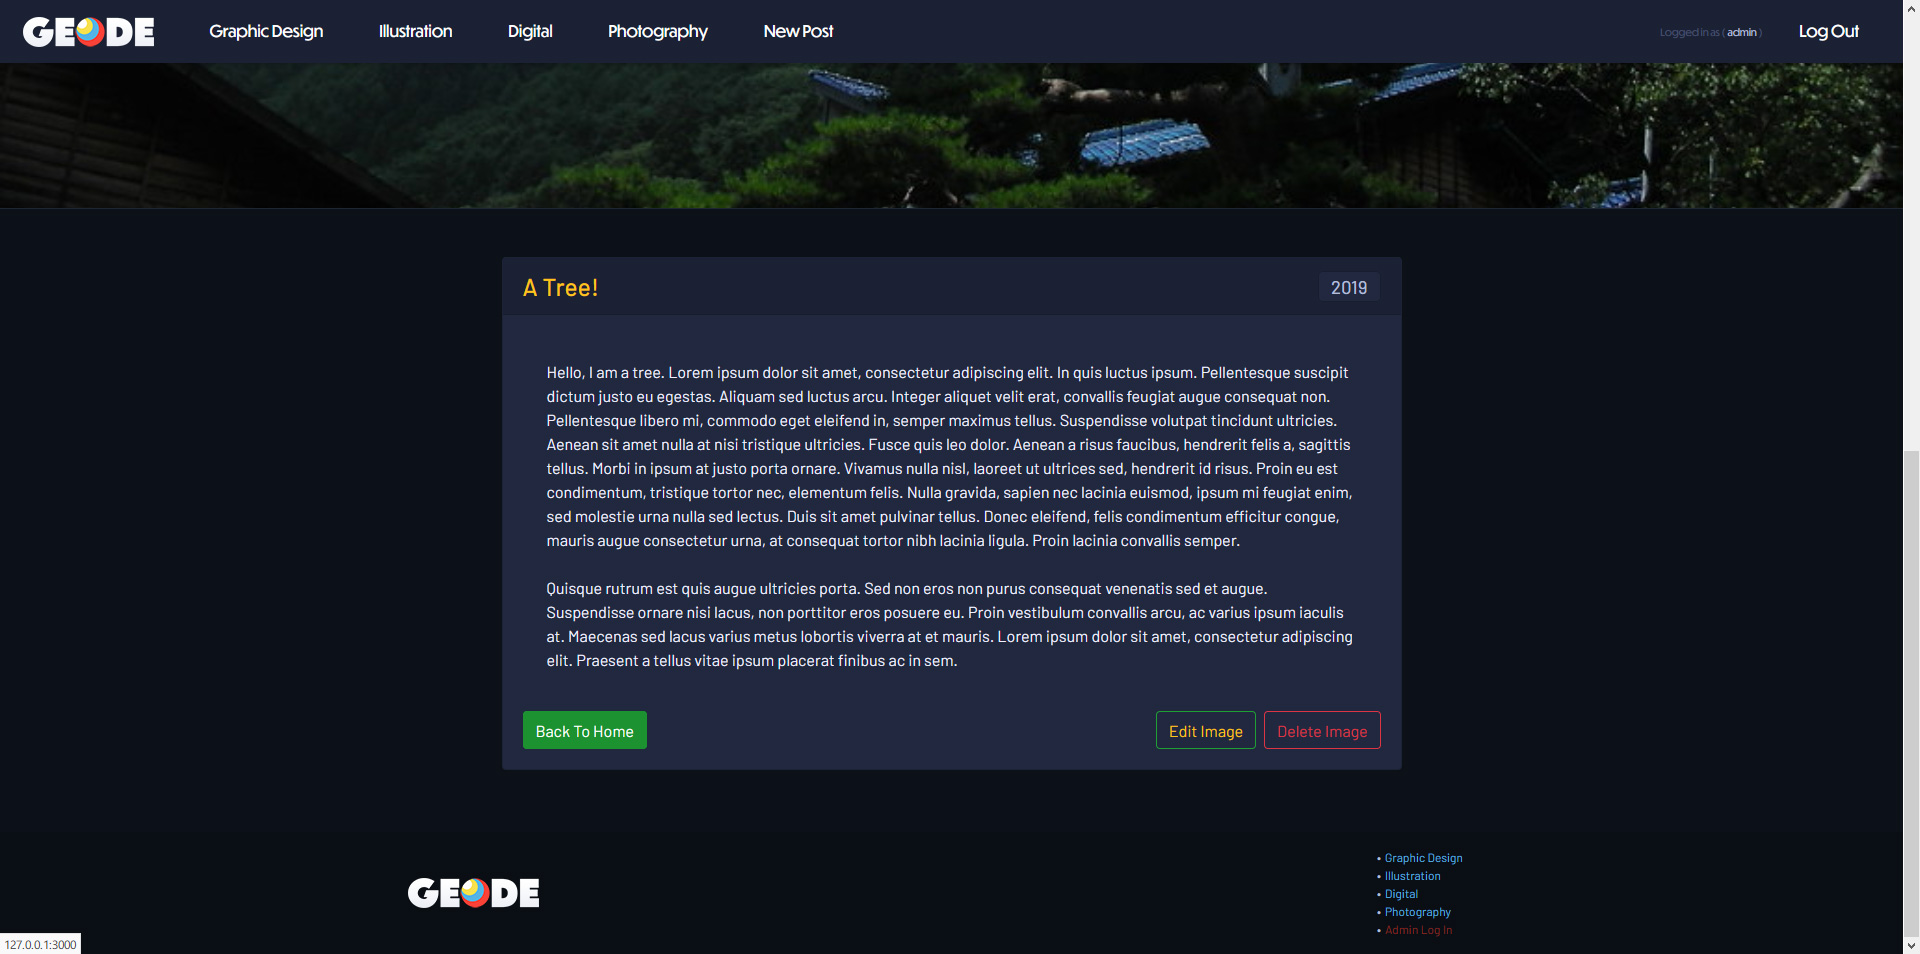 GEODE
Graphic Design
Illustration
Digital
Photography
New Post
Logged in as ( admin )
Log Out
A Tree!
2019
Hello, I am a tree. Lorem ipsum dolor sit amet, consectetur adipiscing elit. In quis luctus ipsum. Pellentesque suscipit
dictum justo eu egestas. Aliquam sed luctus arcu. Integer aliquet velit erat, convallis feugiat augue consequat non.
Pellentesque libero mi, commodo eget eleifend in, semper maximus tellus. Suspendisse volutpat tincidunt ultricies.
Aenean sit amet nulla at nisi tristique ultricies. Fusce quis leo dolor. Aenean a risus faucibus, hendrerit felis a, sagittis
tellus. Morbi in ipsum at justo porta ornare. Vivamus nulla nisl, laoreet ut ultrices sed, hendrerit id risus. Proin eu est
condimentum, tristique tortor nec, elementum felis. Nulla gravida, sapien nec lacinia euismod, ipsum mi feugiat enim,
sed molestie urna nulla sed lectus. Duis sit amet pulvinar tellus. Donec eleifend, felis condimentum efficitur congue,
mauris augue consectetur urna, at consequat tortor nibh lacinia ligula. Proin lacinia convallis semper.
Quisque rutrum est quis augue ultricies porta. Sed non eros non purus consequat venenatis sed et augue.
Suspendisse ornare nisi lacus, non porttitor eros posuere eu. Proin vestibulum convallis arcu, ac varius ipsum iaculis
at. Maecenas sed lacus varius metus lobortis viverra at et mauris. Lorem ipsum dolor sit amet, consectetur adipiscing
elit. Praesent a tellus vitae ipsum placerat finibus ac in sem.
Back To Home
Edit Image
Delete Image
GEODE
• Graphic Design
• Illustration
• Digital
• Photography
• Admin Log In
127.0.0.1:3000